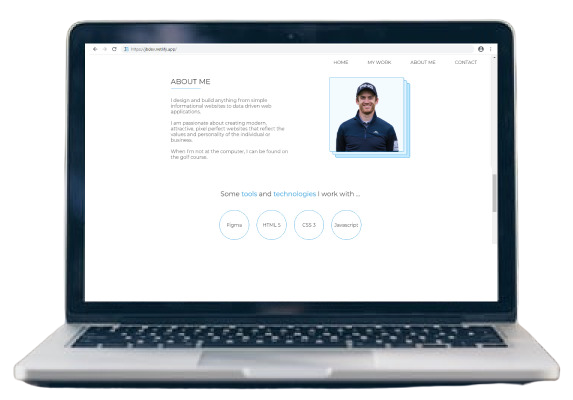 https://jkdev.netlify.app/
HOME MY WORK ABOUT ME CONTACT
ABOUT ME
I design and build anything from simple
informational websites to data driven web
applications.
I am passionate about creating modern,
attractive, pixel perfect websites that reflect the
values and personality of the individual or
business.
When I'm not at the computer, I can be found on
the golf course.
Some tools and technologies I work with ...
Figma HTML 5 CSS 3 Javascript